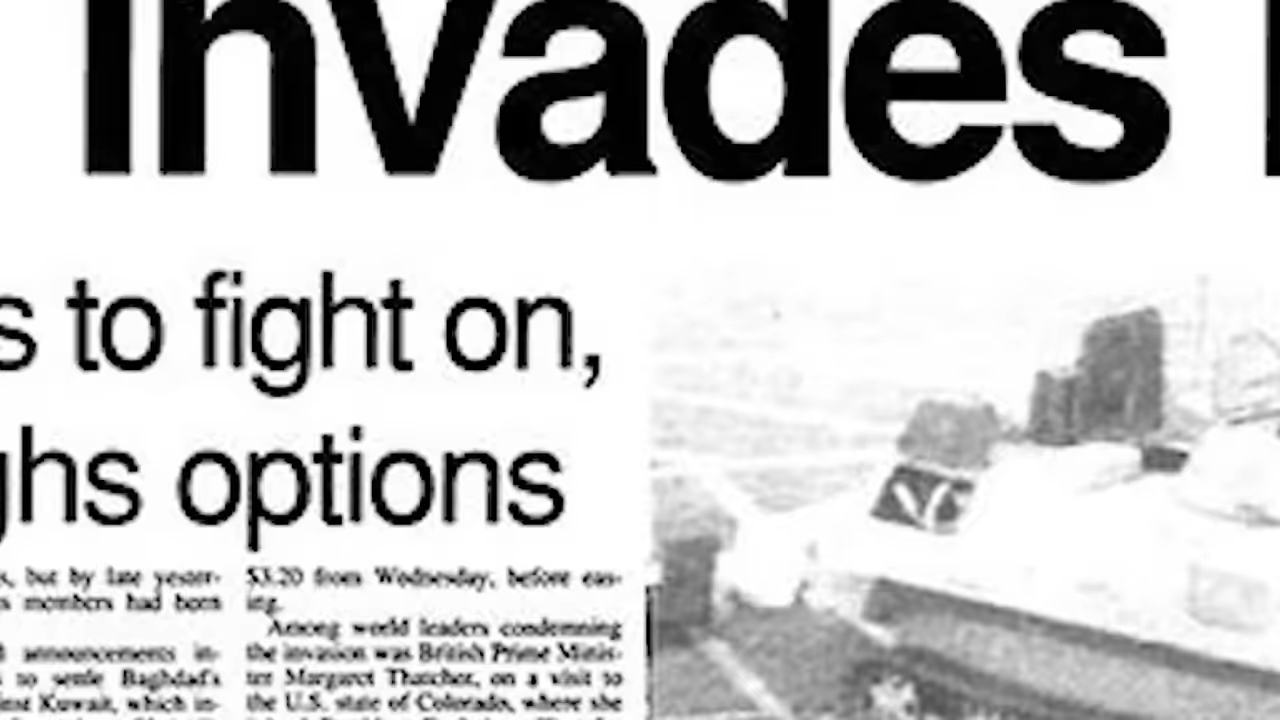 invades
s to fight on,
ghs options
s, but by late yester-
s members had born
announcements in-
s to settle Baghdad's
inst Kuwait, which in-
$3.20 from Wednesday, before eas-
ing.
Among world leaders condemning
the invasion was British Prime Minis-
ter Margaret Thatcher, on a visit to
the U.S. state of Colorado, where she